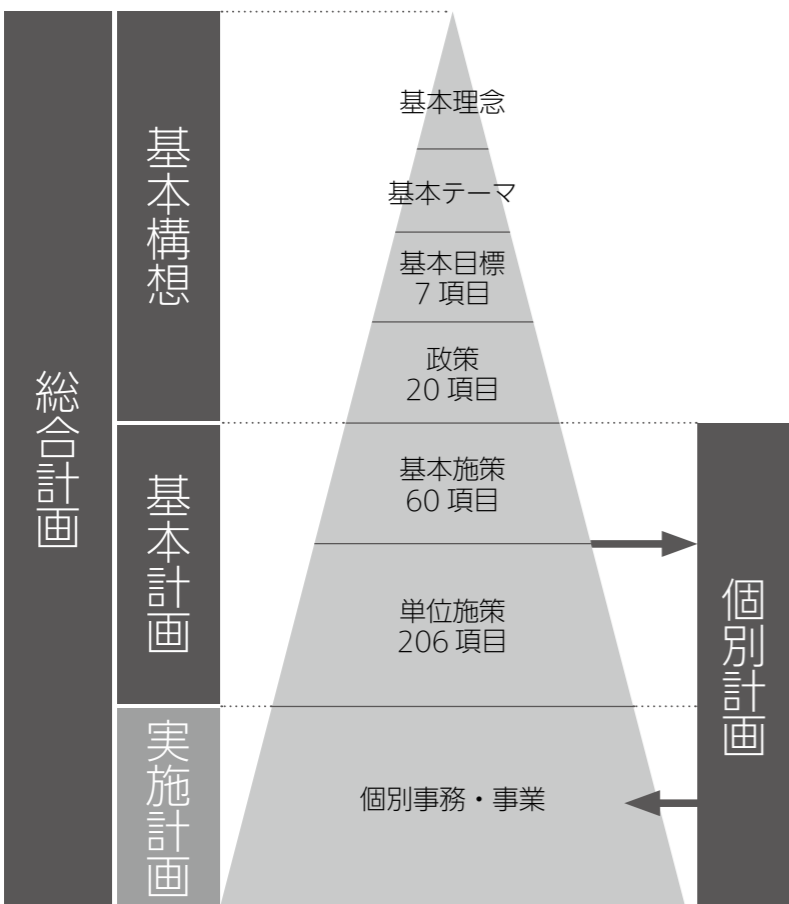 総合計画
基本構想
基本理念
基本テーマ
基本目標
7 項目
政策
20 項目
基本計画
基本施策
60 項目
単位施策
206 項目
実施計画
個別事務・事業
個別計画